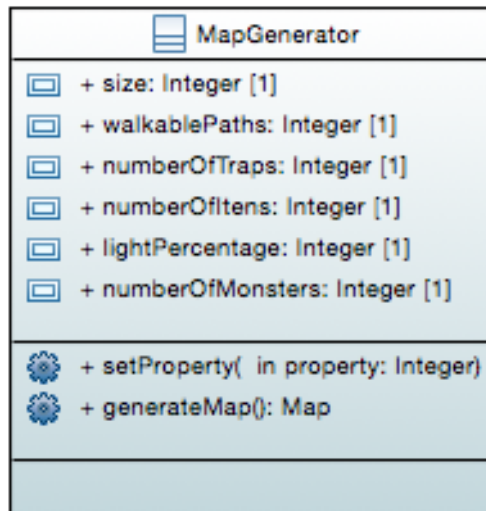 MapGenerator
+ size: Integer [1]
+ walkablePaths: Integer [1]
+ numberOfTraps: Integer [1]
+ numberOfItens: Integer [1]
+ lightPercentage: Integer [1]
+ numberOfMonsters: Integer [1]
+ setProperty( in property: Integer)
+ generateMap(): Map